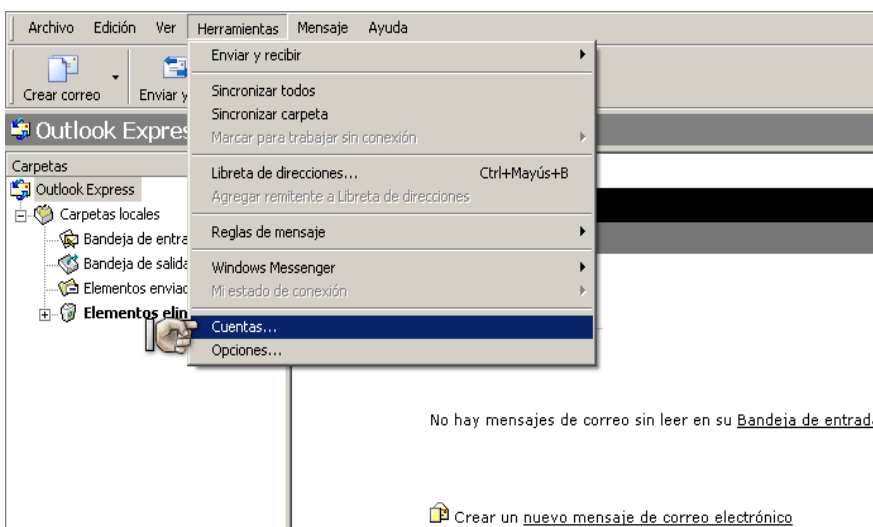 Archivo Edición Ver Herramientas Mensaje Ayuda
Crear correo Enviar y
Enviar y recibir
Sincronizar todos
Sincronizar carpeta
Marcar para trabajar sin conexión
Libreta de direcciones... Ctrl+Mayús+B
Agregar remitente a Libreta de direcciones
Reglas de mensaje
Windows Messenger
Mi estado de conexión
Cuentas...
Opciones...
Outlook Expres
Carpetas
Outlook Express
Carpetas locales
Bandeja de entra
Bandeja de salida
Elementos enviad
Elementos elin
No hay mensajes de correo sin leer en su Bandeja de entrad
Crear un nuevo mensaje de correo electrónico